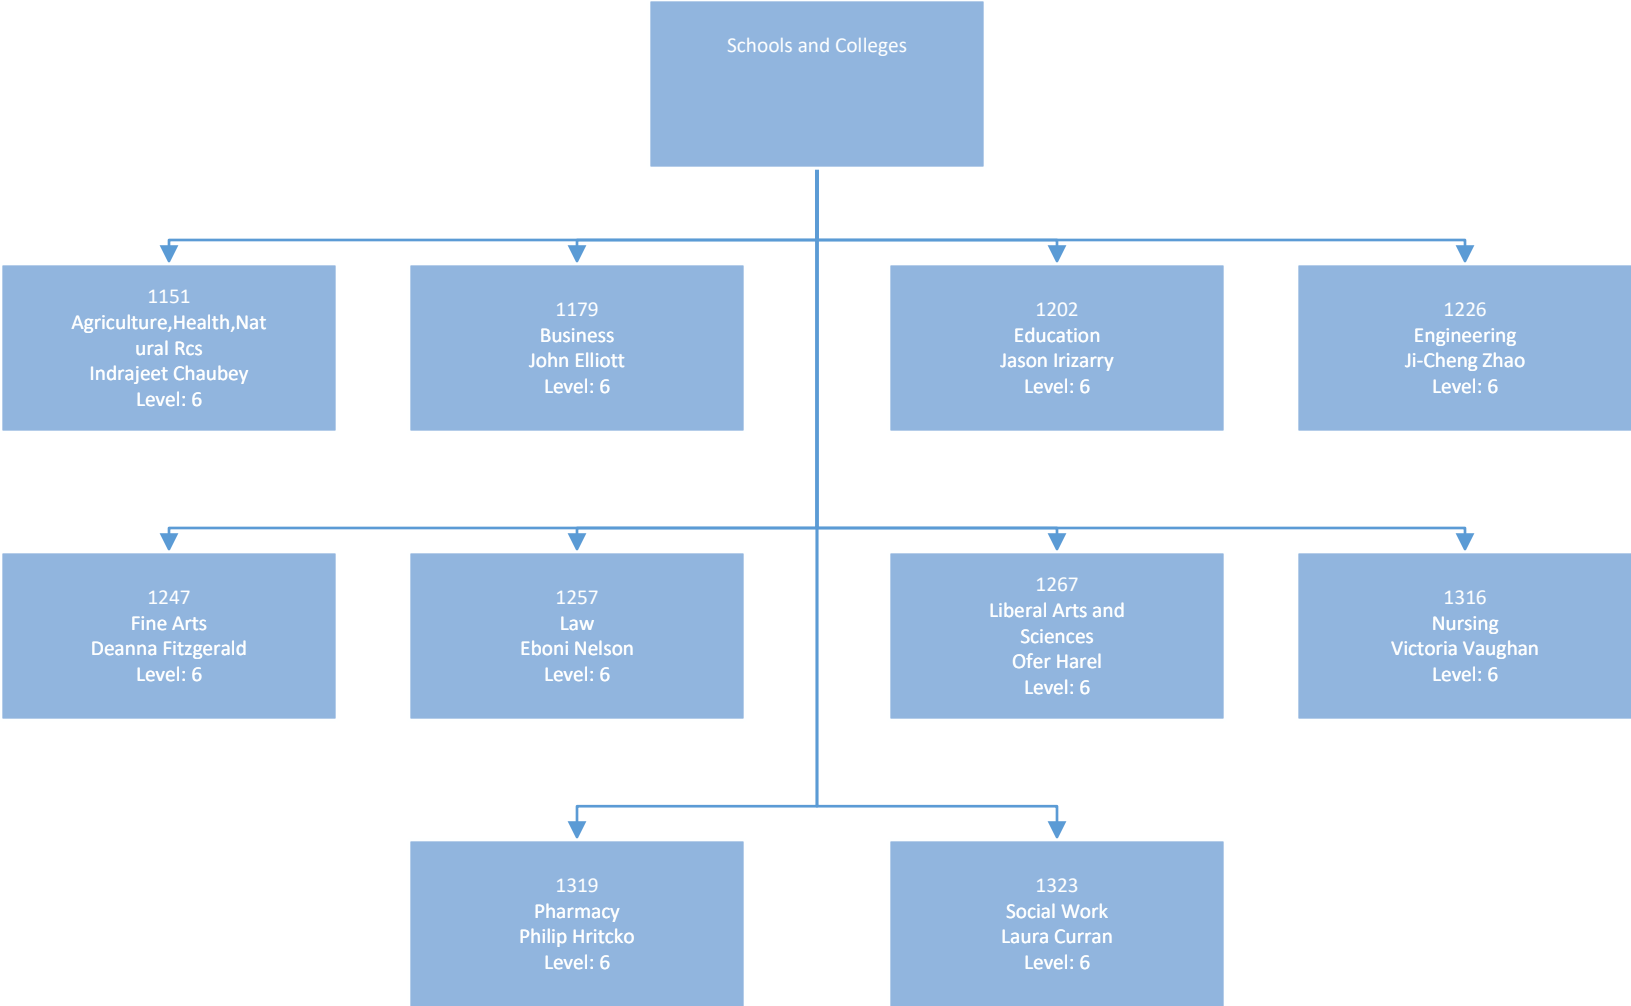 Schools and Colleges
1151
Agriculture,Health,Nat
ural Rcs
Indrajeet Chaubey
Level: 6
1179
Business
John Elliott
Level: 6
1202
Education
Jason Irizarry
Level: 6
1226
Engineering
Ji-Cheng Zhao
Level: 6
1247
Fine Arts
Deanna Fitzgerald
Level: 6
1257
Law
Eboni Nelson
Level: 6
1267
Liberal Arts and
Sciences
Ofer Harel
Level: 6
1316
Nursing
Victoria Vaughan
Level: 6
1319
Pharmacy
Philip Hritcko
Level: 6
1323
Social Work
Laura Curran
Level: 6